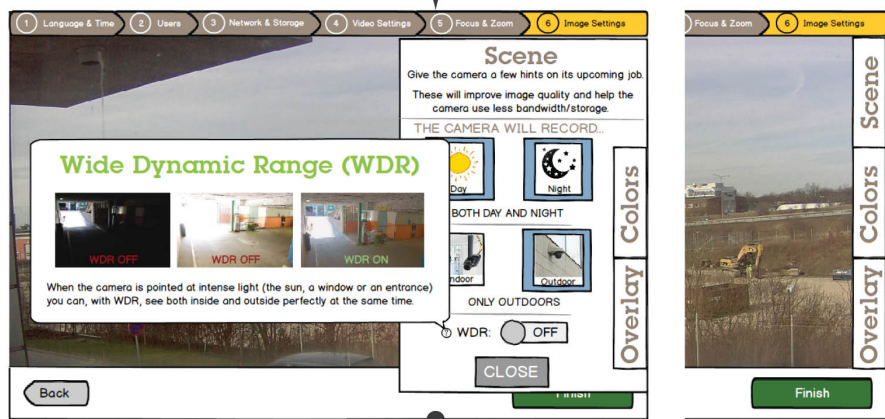 1 Language & Time 2 Users 3 Network & Storage 4 Video Settings 5 Focus & Zoom 6 Image Settings
Scene
Give the camera a few hints on its upcoming job.
These will improve image quality and help the
camera use less bandwidth/storage.
THE CAMERA WILL RECORD...
Day
Night
BOTH DAY AND NIGHT
ndoor
Outdoor
ONLY OUTDOORS
? WDR: OFF
CLOSE
Wide Dynamic Range (WDR)
WDR OFF
WDR OFF
WDR ON
When the camera is pointed at intense light (the sun, a window or an entrance)
you can, with WDR, see both inside and outside perfectly at the same time.
Colors
Overlay
Back
Finish
Focus & Zoom 6 Image Settings
Scene
Colors
Overlay
Finish